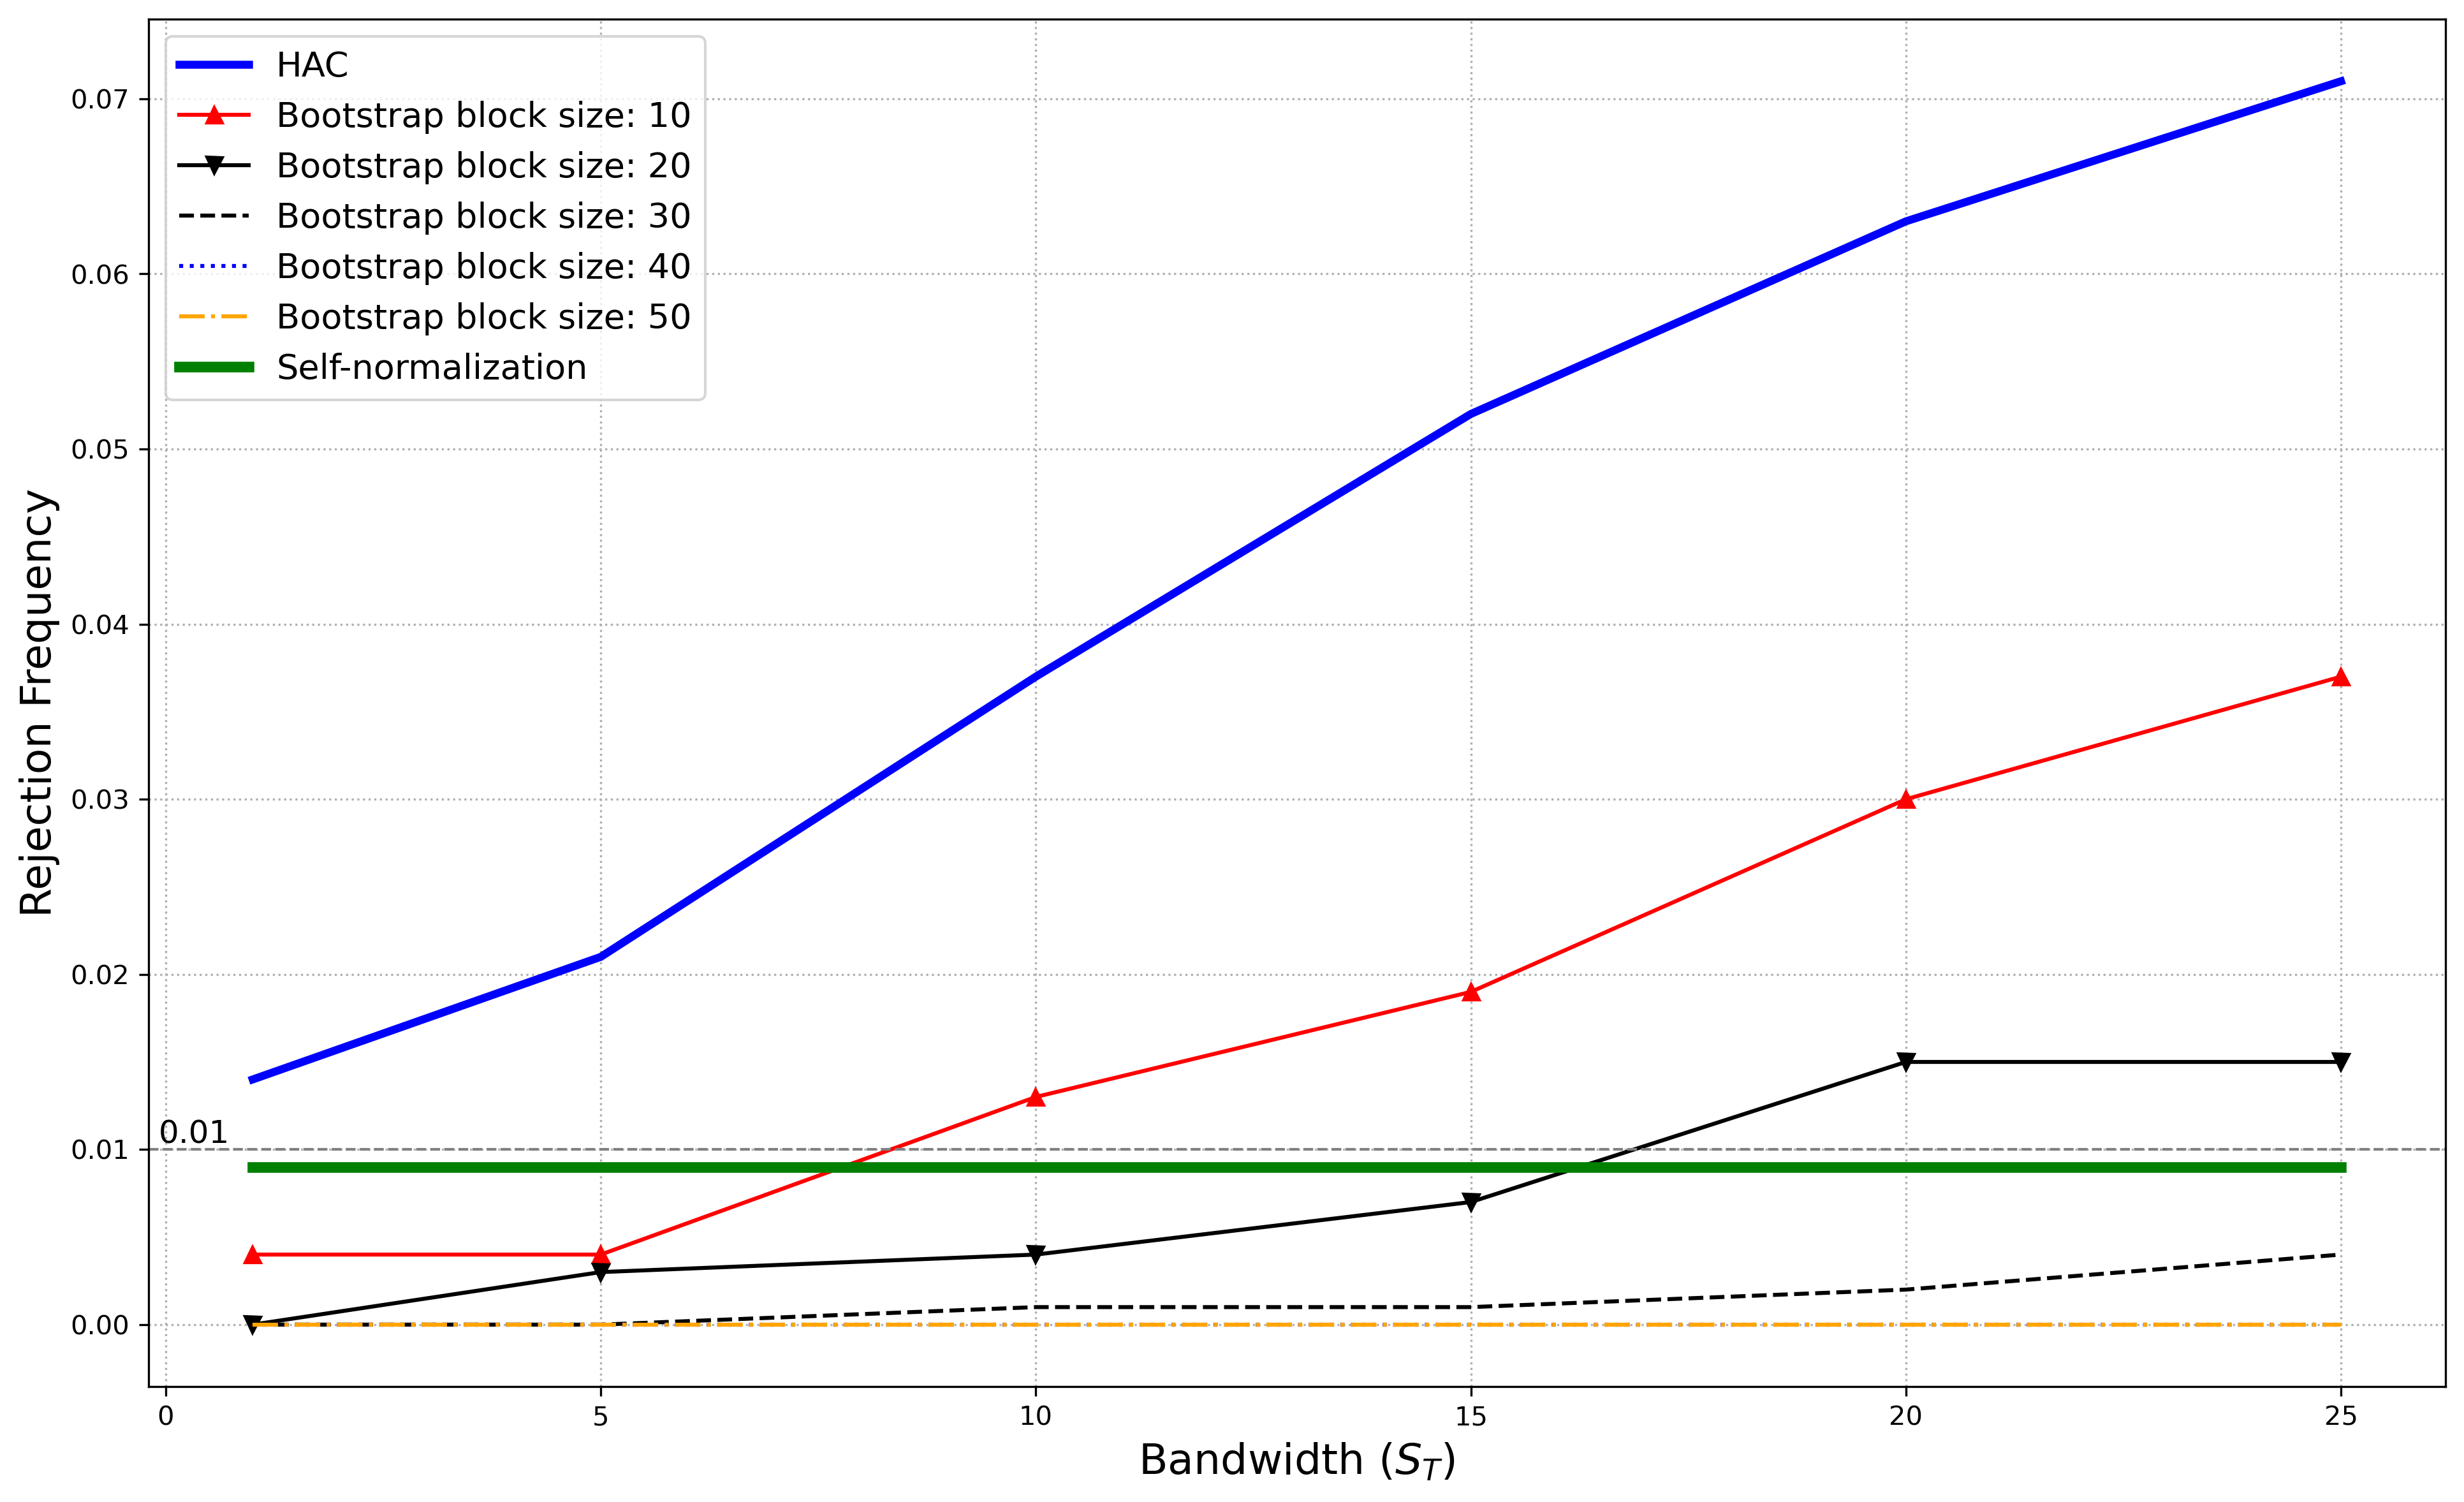 HAC
Bootstrap block size: 10
Bootstrap block size: 20
Bootstrap block size: 30
Bootstrap block size: 40
Bootstrap block size: 50
Self-normalization
0.07
0.06
0.05
0.04
0.03
0.02
0.01
0.00
0.01
Rejection Frequency
0 5 10 15 20 25
Bandwidth (S_T)